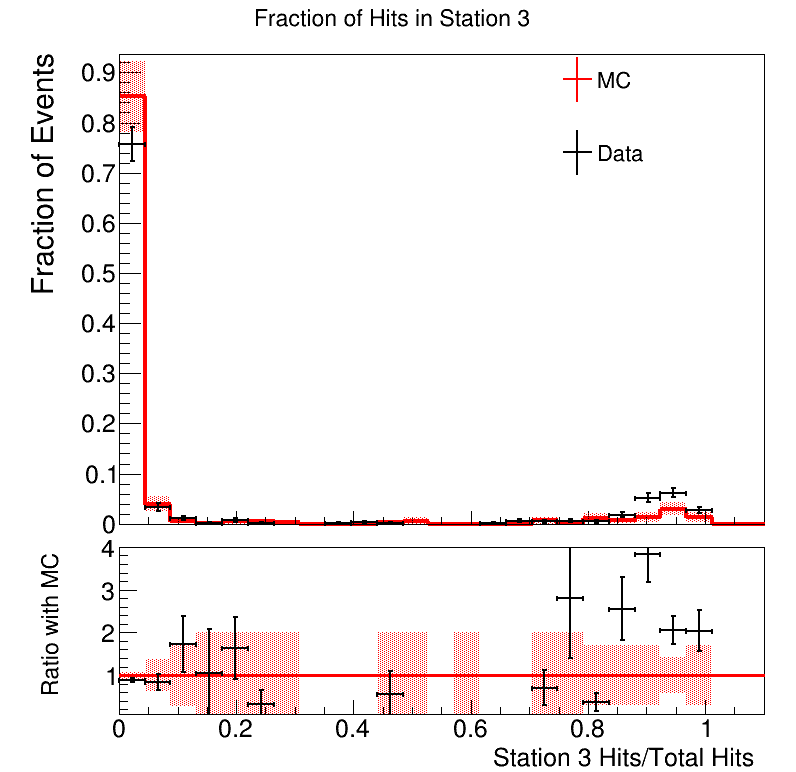 Fraction of Hits in Station 3
Fraction of Events
0.9
0.8
0.7
0.6
0.5
0.4
0.3
0.2
0.1
0
MC
Data
Ratio with MC
4
3
2
1
0 0.2 0.4 0.6 0.8 1
Station 3 Hits/Total Hits